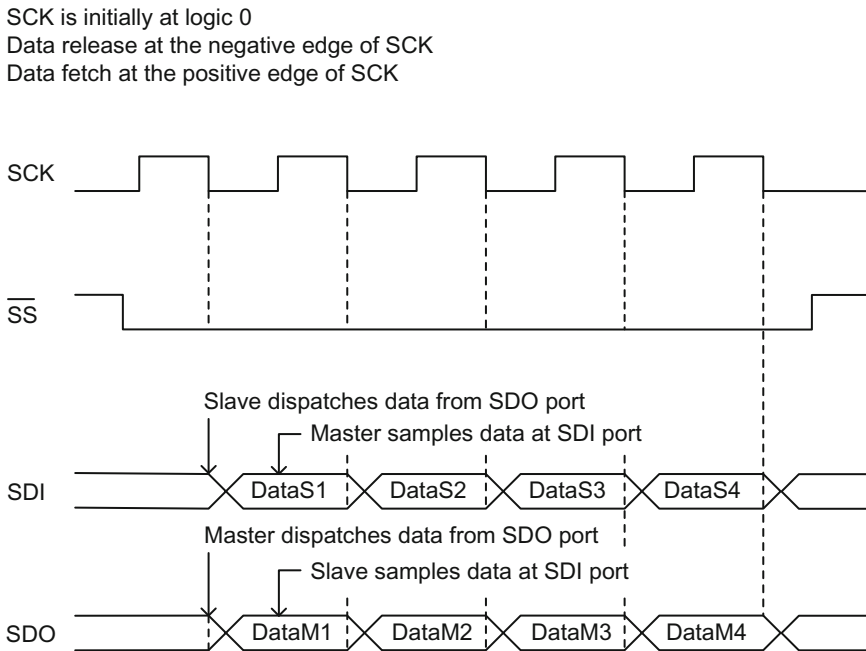 SCK is initially at logic 0
Data release at the negative edge of SCK
Data fetch at the positive edge of SCK
SCK
SS
Slave dispatches data from SDO port
Master samples data at SDI port
SDI
DataS1 DataS2 DataS3 DataS4
Master dispatches data from SDO port
Slave samples data at SDI port
SDO
DataM1 DataM2 DataM3 DataM4